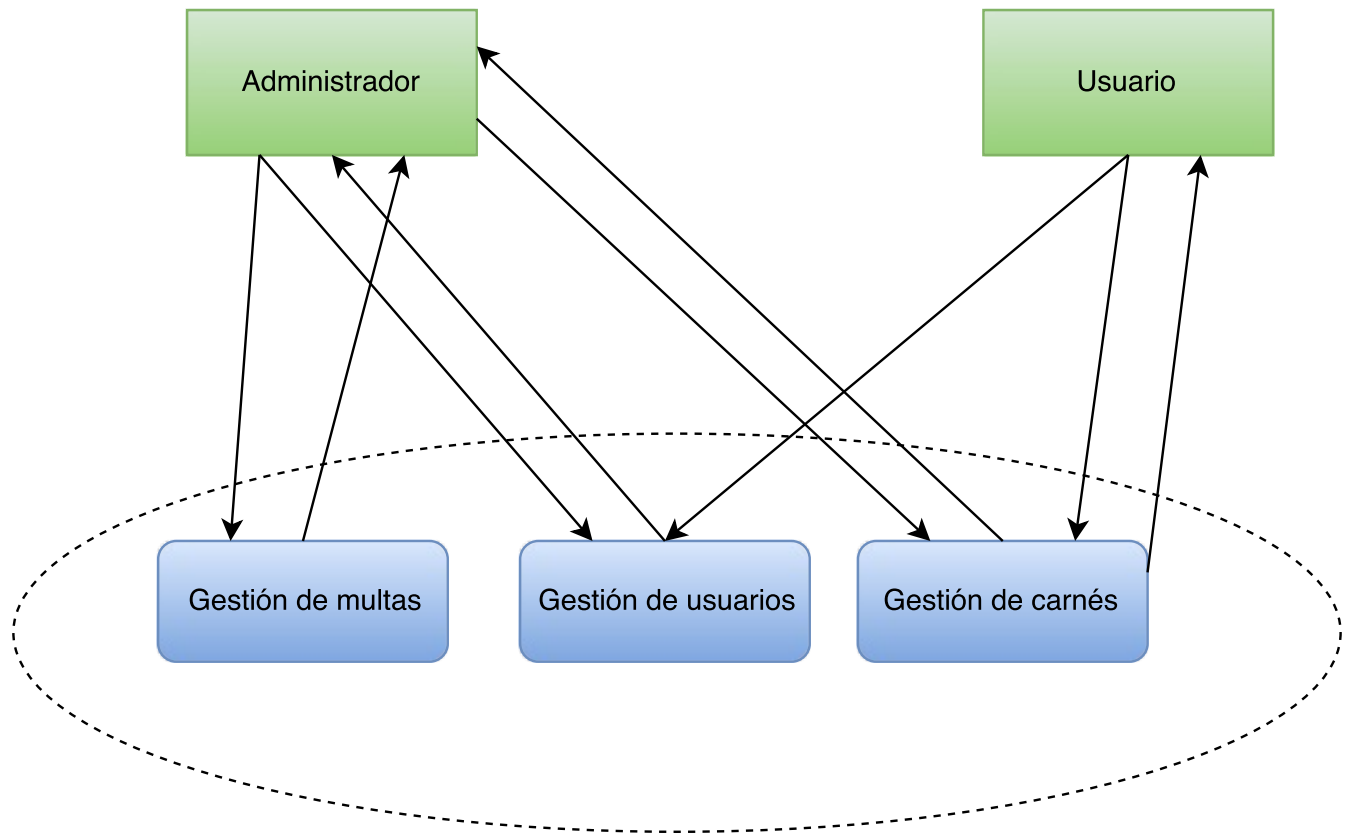 Administrador
Usuario
Gestión de multas
Gestión de usuarios
Gestión de carnés